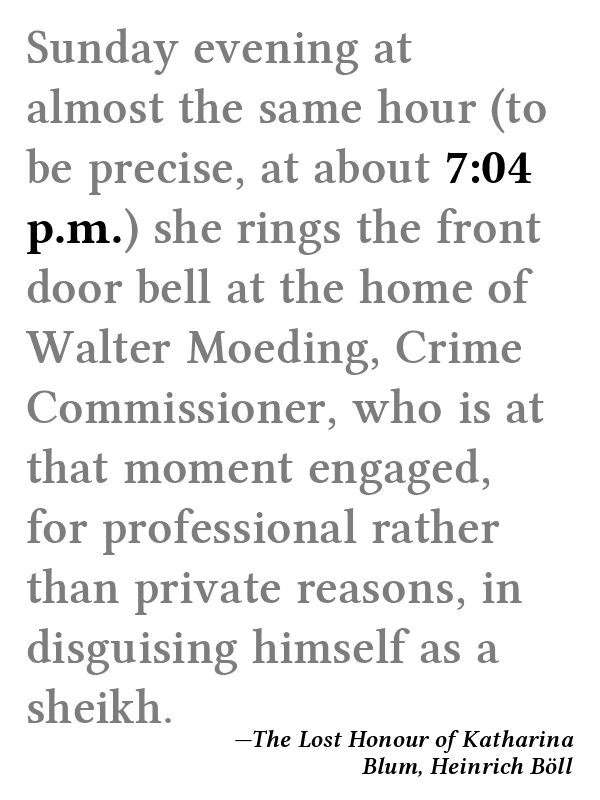 Sunday evening at
almost the same hour (to
be precise, at about 7:04
p.m.) she rings the front
door bell at the home of
Walter Moeding, Crime
Commissioner, who is at
that moment engaged,
for professional rather
than private reasons, in
disguising himself as a
sheikh.
—The Lost Honour of Katharina
Blum, Heinrich Böll